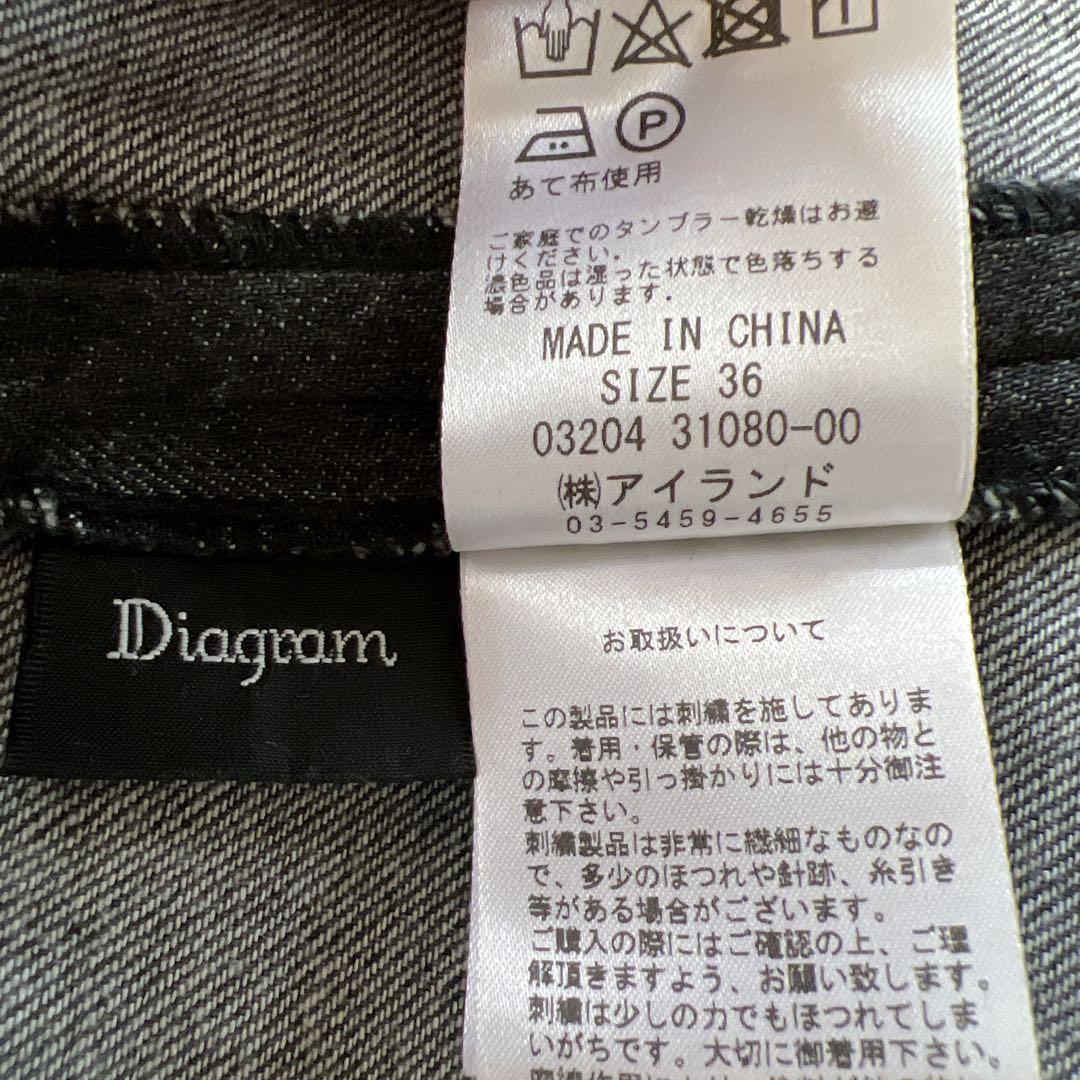 P
あて布使用
ご家庭でのタンブラー乾燥はお避
けください.
濃色品は湿った状態で色落ちする
場合があります.
MADE IN CHINA
SIZE 36
03204 31080-00
㈱アイランド
03-5459-4655
Diagram
お取扱いについて
この製品には刺繍を施してありま
す。着用・保管の際は、他の物と
の摩擦や引っ掛かりには十分御注
意下さい。
刺繍製品は非常に繊細なものなの
で、多少のほつれや針跡、糸引き
等がある場合がございます。
ご購入の際にはご確認の上、ご理
解頂きますよう、お願い致します。
刺繍は少しの力でもほつれてしま
いがちです。大切に御着用下さい。